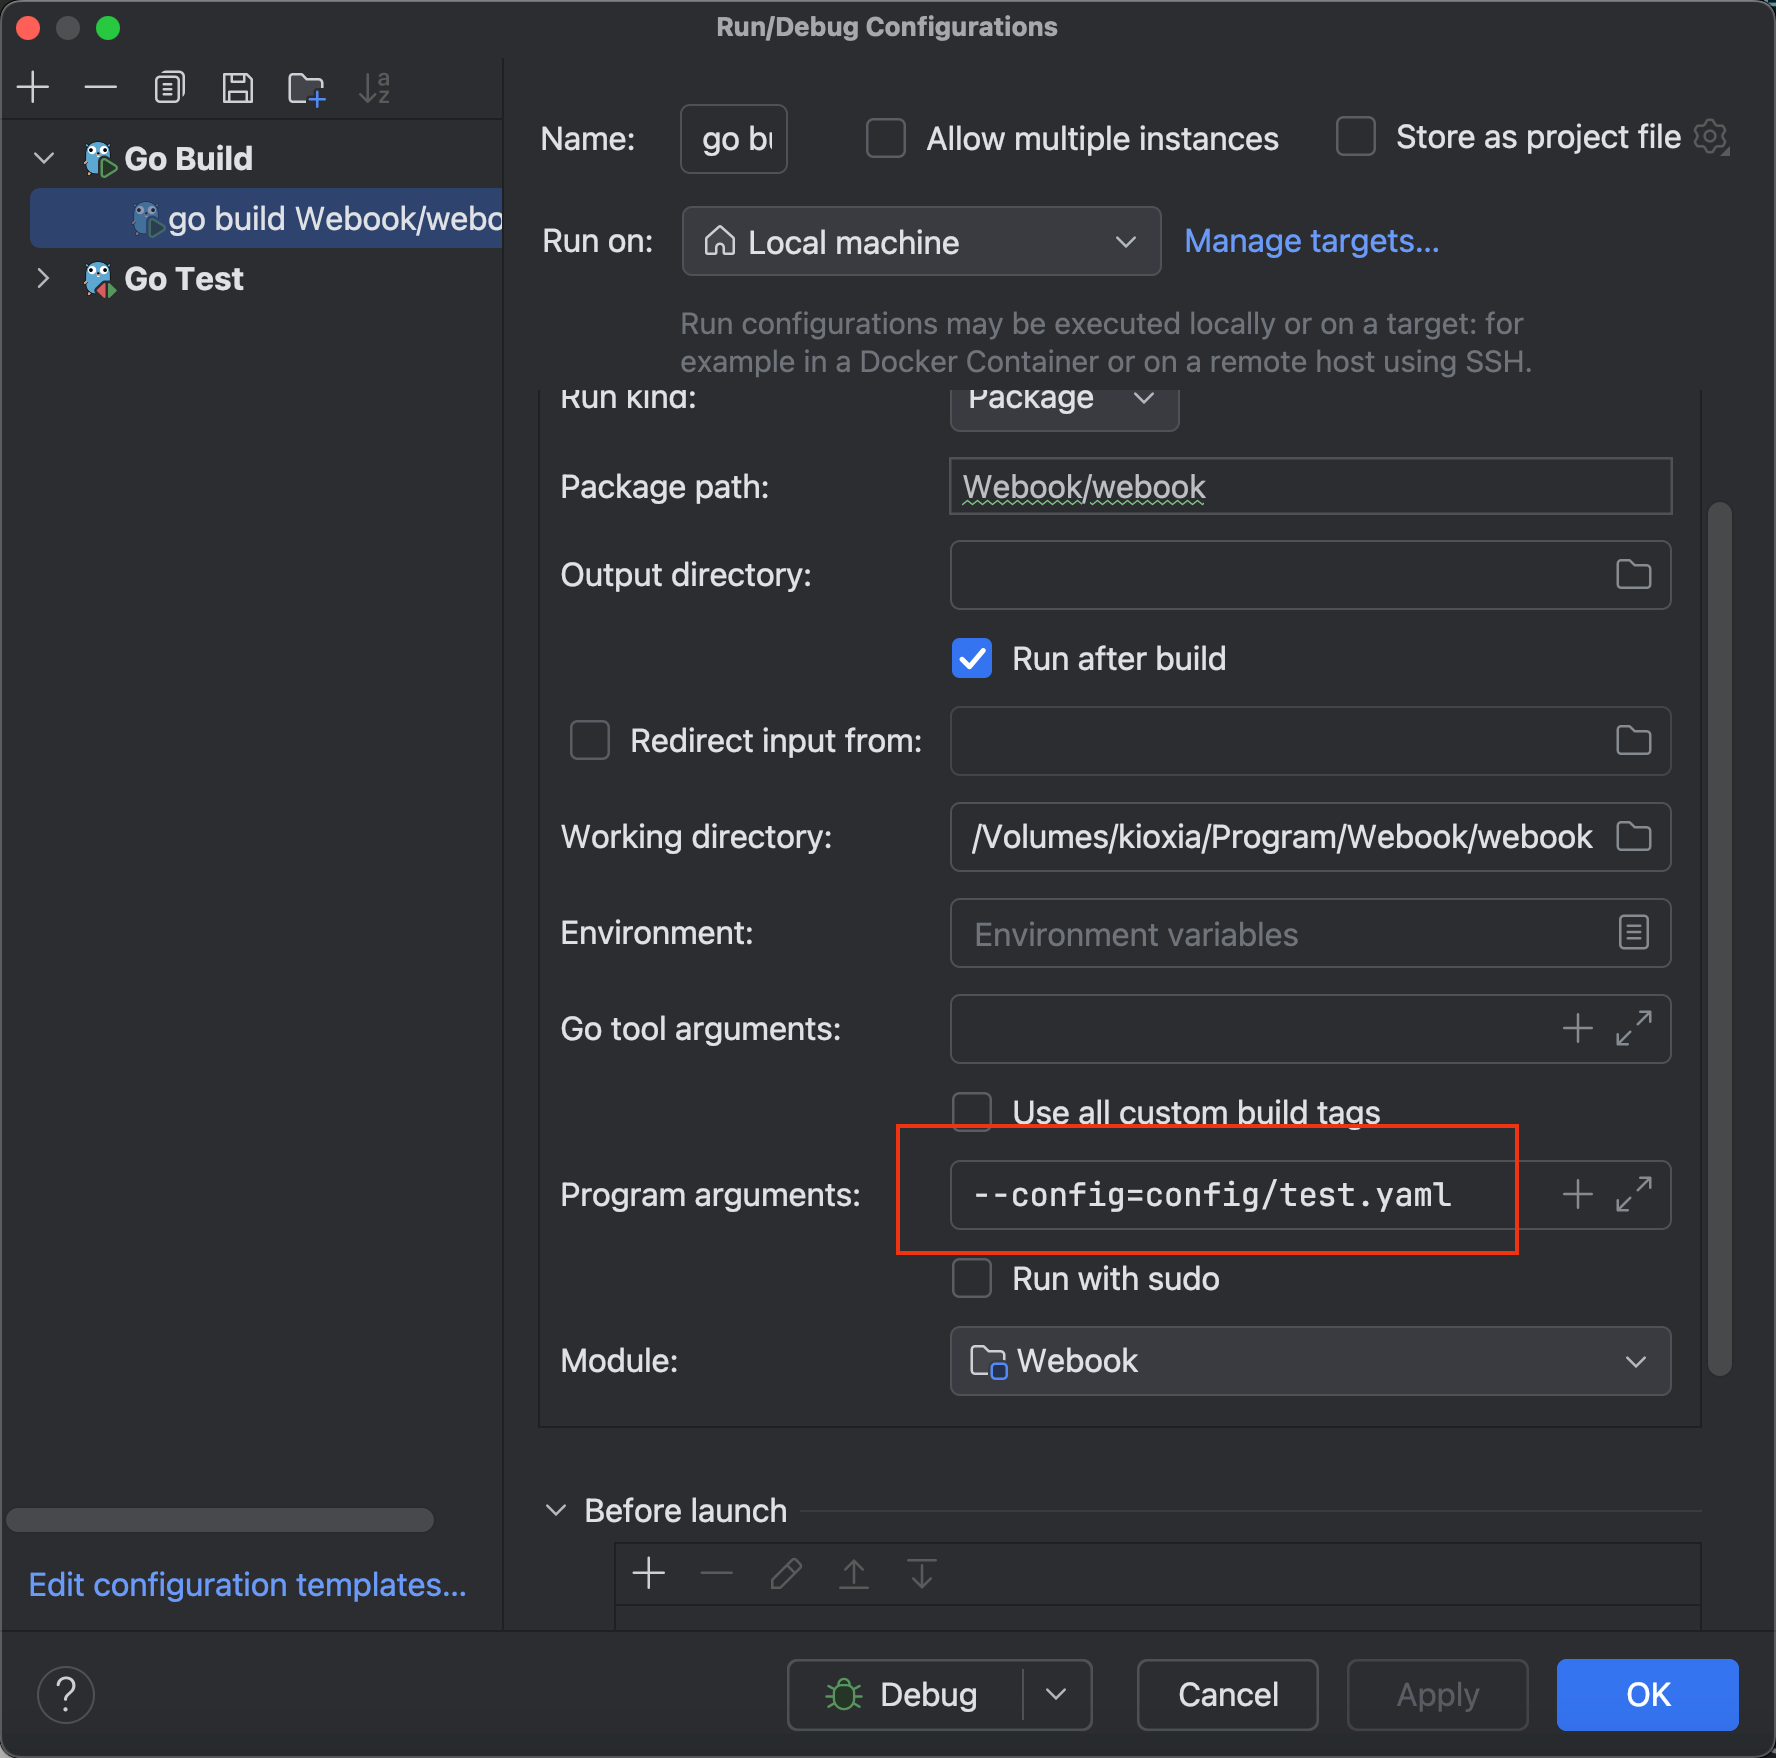 Run/Debug Configurations
Go Build
go build Webook/webo
Go Test
Edit configuration templates...
Name: go bu Allow multiple instances Store as project file
Run on: Local machine Manage targets...
Run configurations may be executed locally or on a target: for
example in a Docker Container or on a remote host using SSH.
Run kind: Package
Package path: Webook/webook
Output directory:
Run after build
Redirect input from:
Working directory: /Volumes/kioxia/Program/Webook/webook
Environment: Environment variables
Go tool arguments:
Use all custom build tags
Program arguments: --config=config/test.yaml
Run with sudo
Module: Webook
Before launch
? Debug Cancel Apply OK